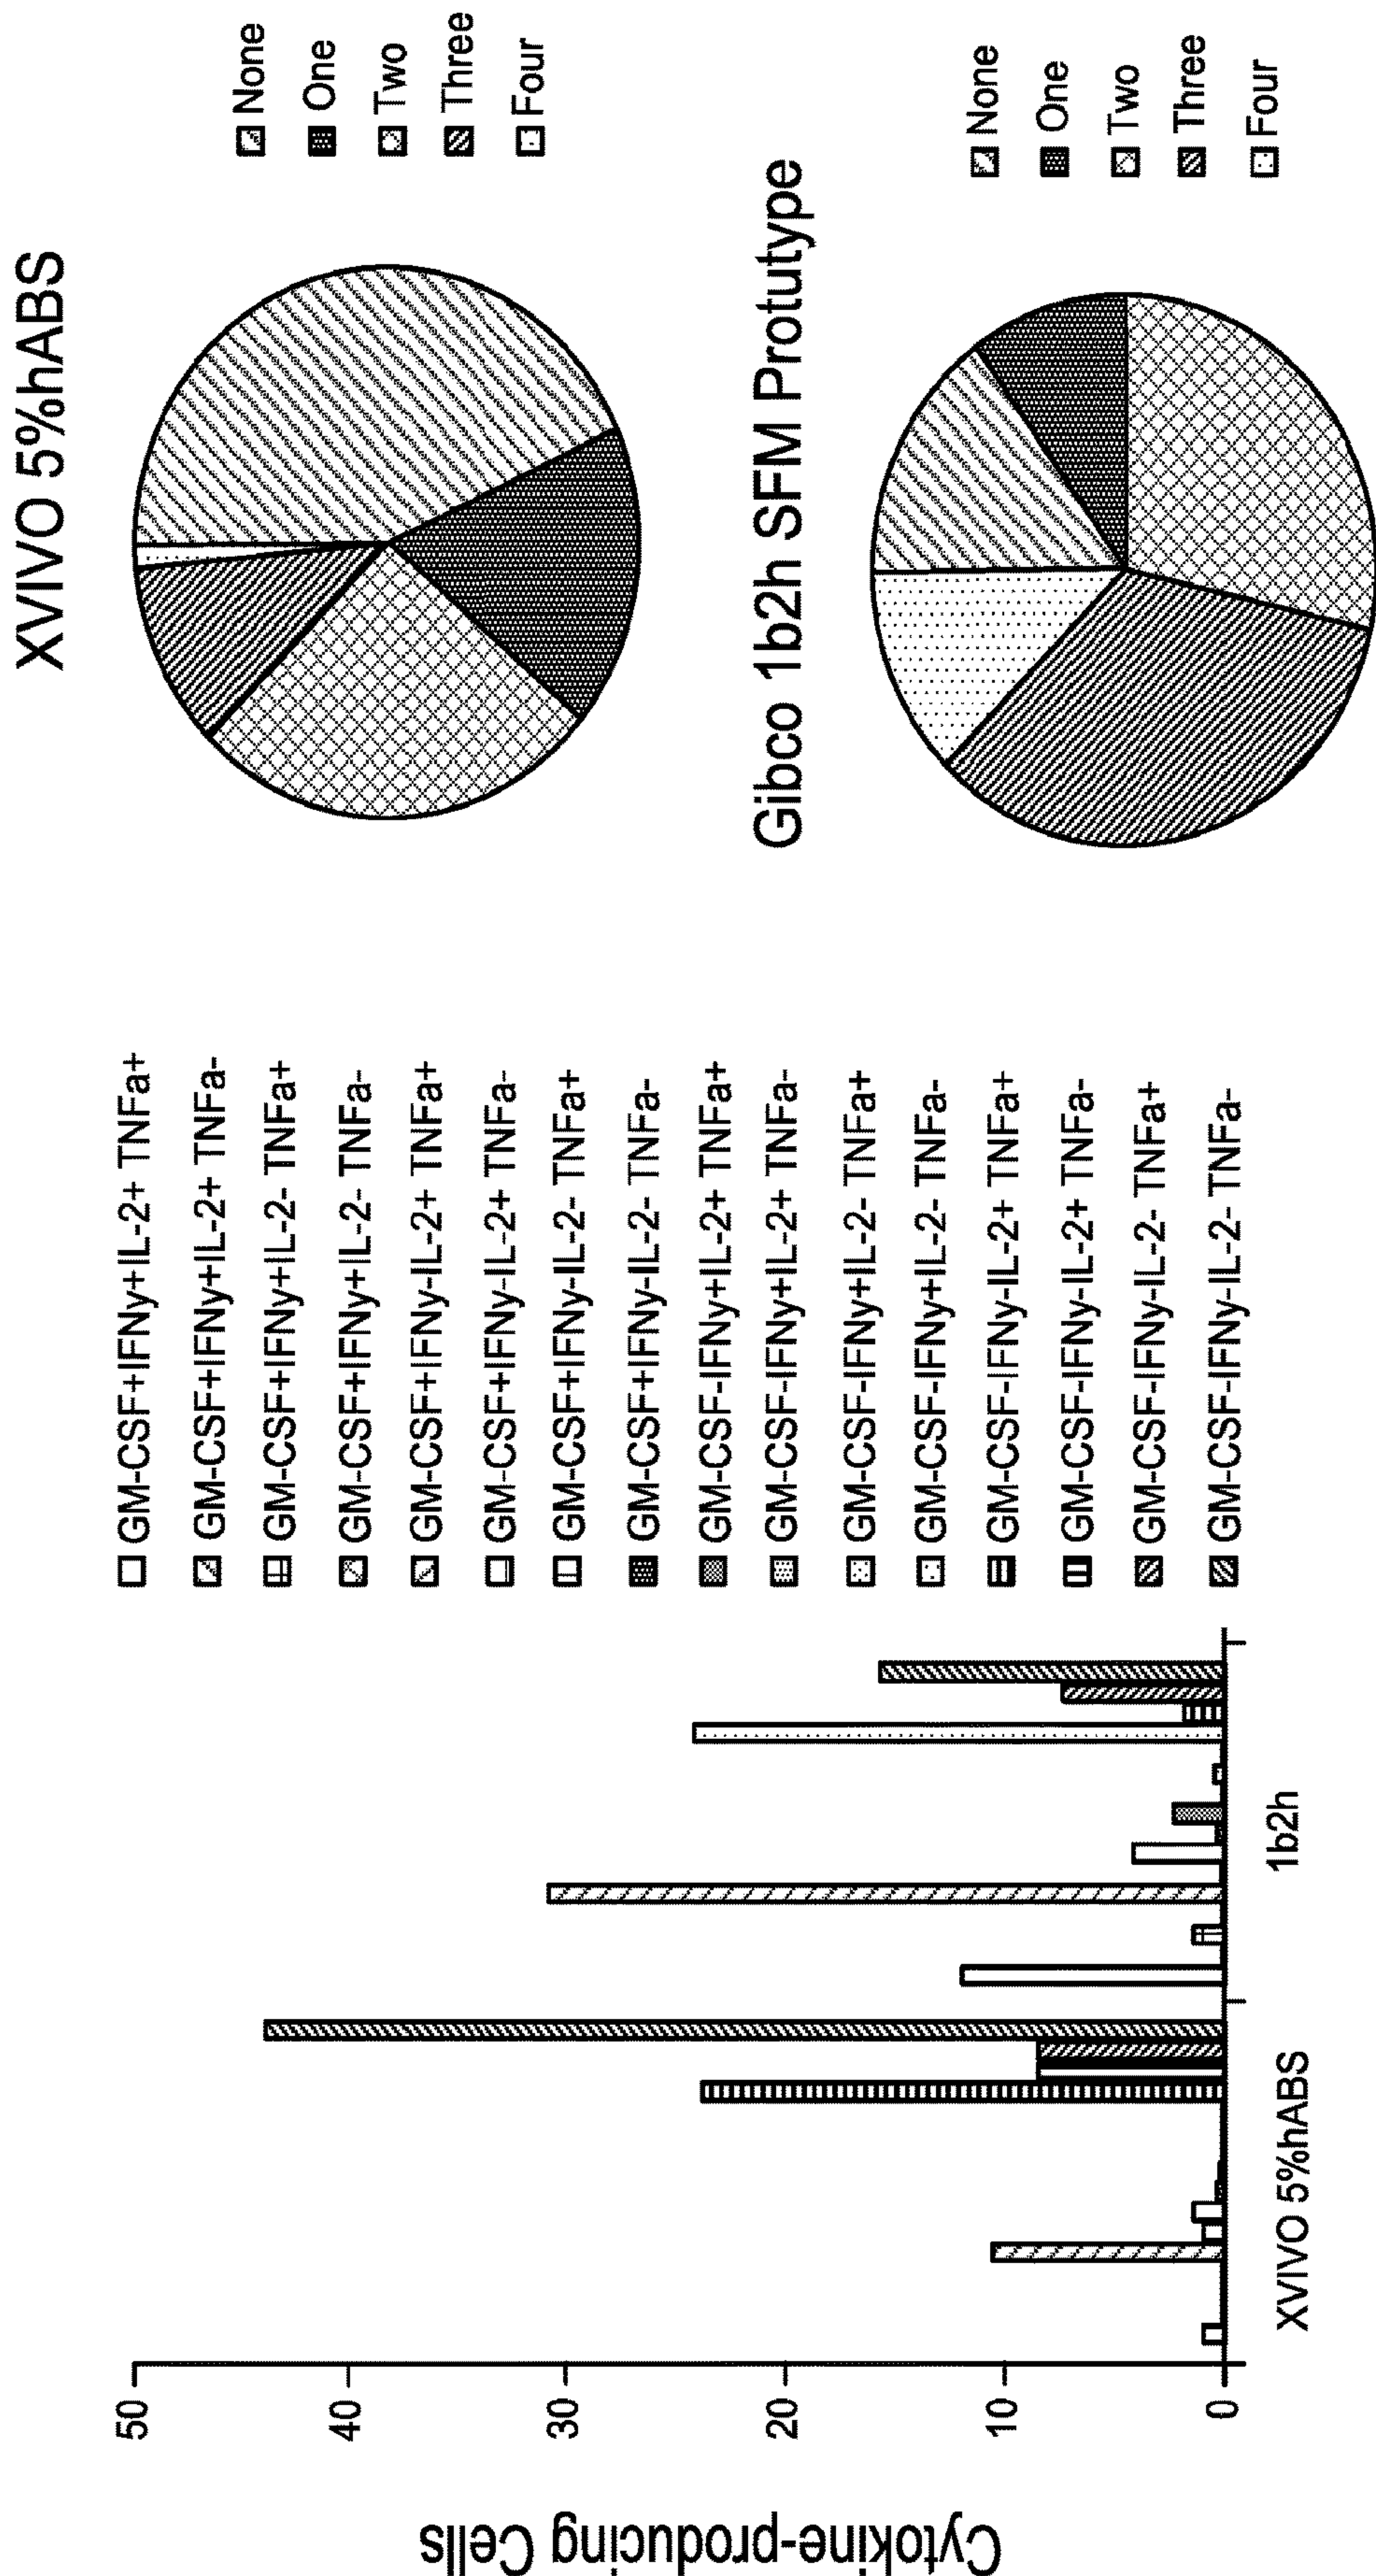 Cytokine-producing Cells
50
40
30
20
10
0
XVIVO 5%hABS
1b2h
GM-CSF+IFNy+IL-2+ TNFa+
GM-CSF+IFNy+IL-2+ TNFa-
GM-CSF+IFNy+IL-2- TNFa+
GM-CSF+IFNy+IL-2- TNFa-
GM-CSF+IFNy-IL-2+ TNFa+
GM-CSF+IFNy-IL-2+ TNFa-
GM-CSF+IFNy-IL-2- TNFa+
GM-CSF+IFNy-IL-2- TNFa-
GM-CSF-IFNy+IL-2+ TNFa+
GM-CSF-IFNy+IL-2+ TNFa-
GM-CSF-IFNy+IL-2- TNFa+
GM-CSF-IFNy+IL-2- TNFa-
GM-CSF-IFNy-IL-2+ TNFa+
GM-CSF-IFNy-IL-2+ TNFa-
GM-CSF-IFNy-IL-2- TNFa+
GM-CSF-IFNy-IL-2- TNFa-
XVIVO 5%hABS
None
One
Two
Three
Four
Gibco 1b2h SFM Protutype
None
One
Two
Three
Four